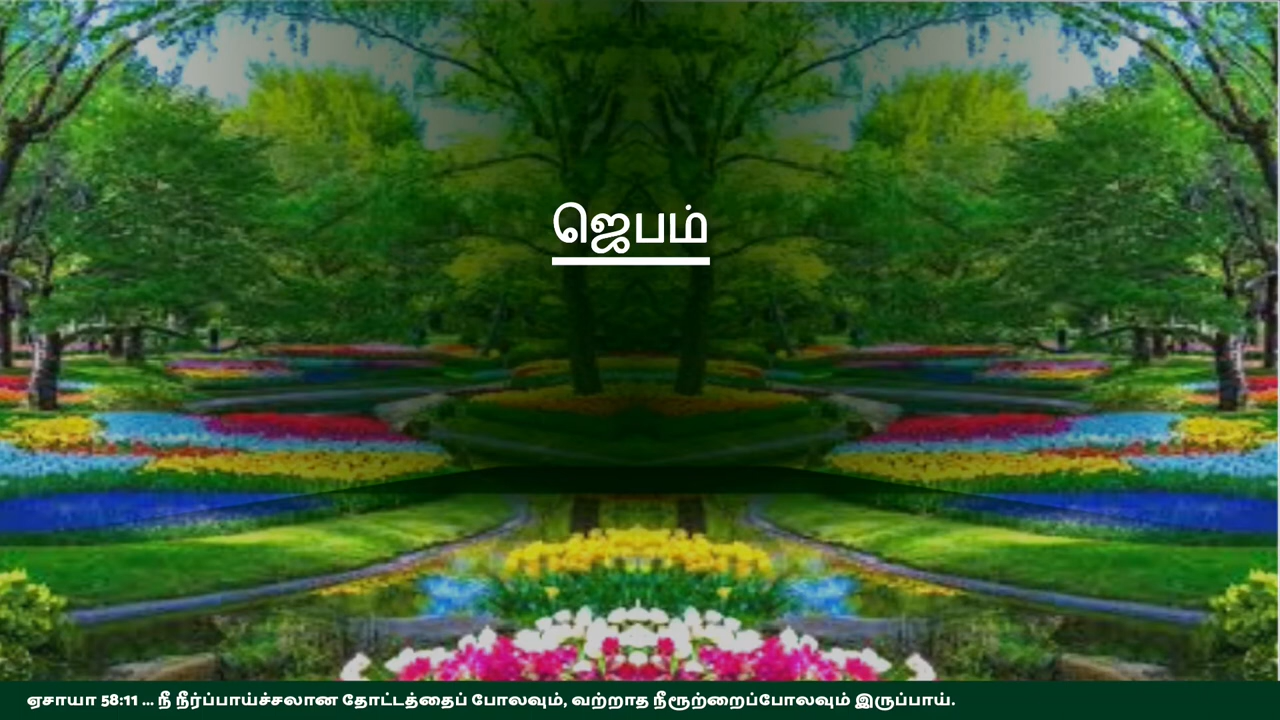 ஜெபம்
ஏசாயா 58:11 ... நீ நீர்ப்பாய்ச்சலான தோட்டத்தைப் போலவும், வற்றாத நீரூற்றைப்போலவும் இருப்பாய்.